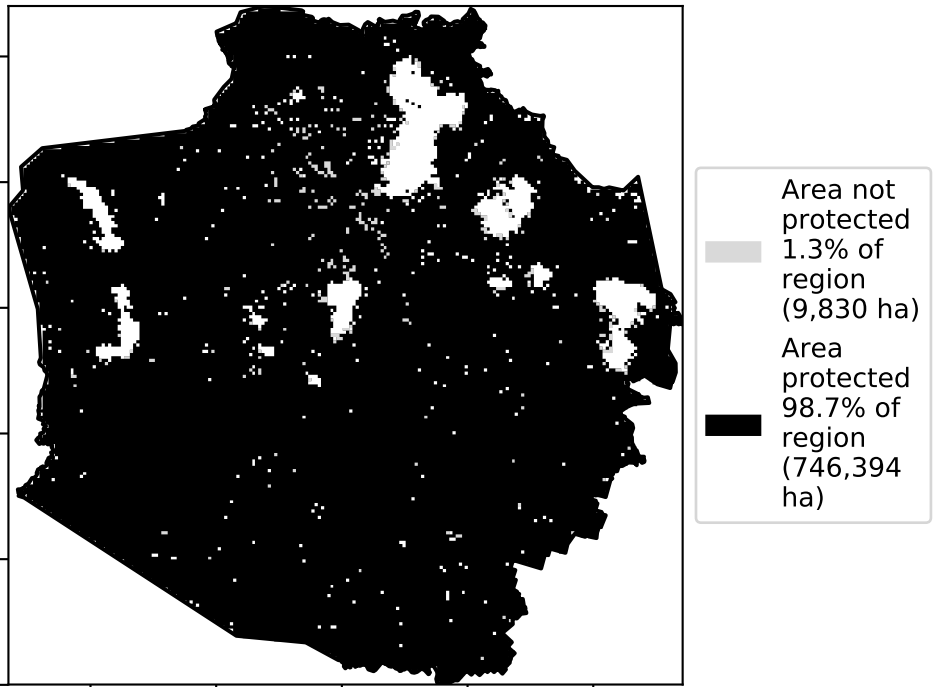 Area not
protected
1.3% of
region
(9,830 ha)
Area
protected
98.7% of
region
(746,394
ha)